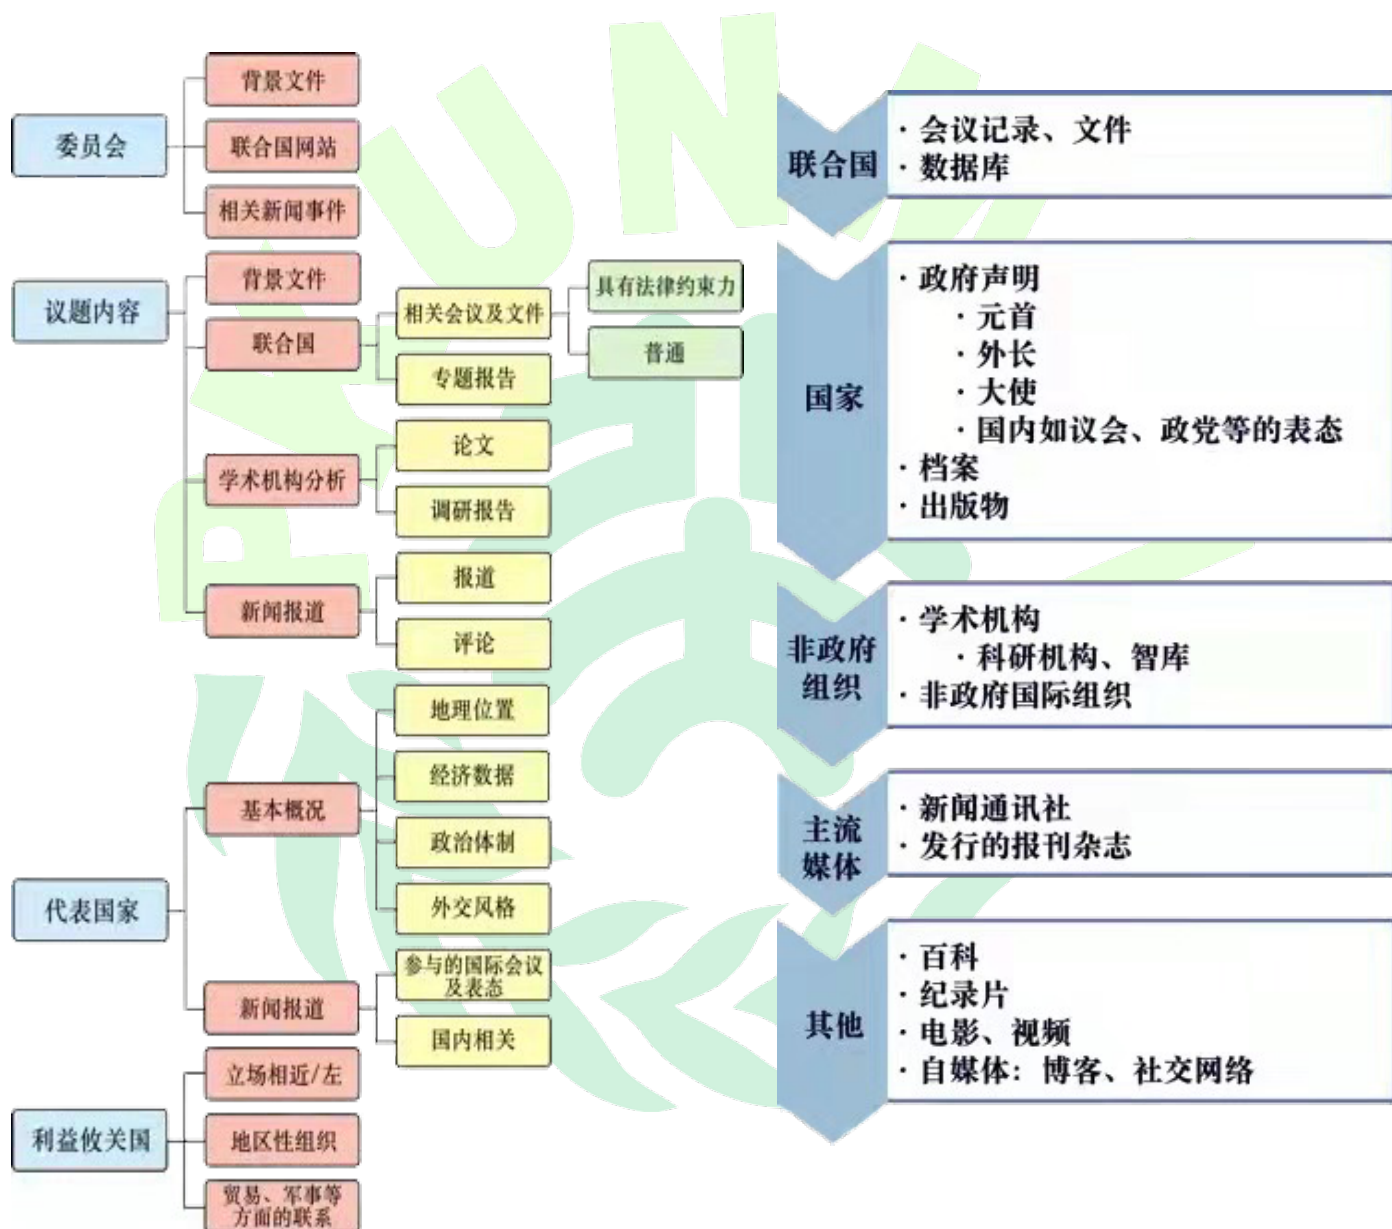 委员会
背景文件
联合国网站
相关新闻事件
议题内容
背景文件
联合国
相关会议及文件
具有法律约束力
普通
专题报告
学术机构分析
论文
调研报告
新闻报道
报道
评论
代表国家
基本概况
地理位置
经济数据
政治体制
外交风格
新闻报道
参与的国际会议
及表态
国内相关
利益攸关国
立场相近/左
地区性组织
贸易、军事等
方面的联系
联合国
· 会议记录、文件
· 数据库
国家
· 政府声明
· 元首
· 外长
· 大使
· 国内如议会、政党等的表态
· 档案
· 出版物
非政府
组织
· 学术机构
· 科研机构、智库
· 非政府国际组织
主流
媒体
· 新闻通讯社
· 发行的报刊杂志
其他
· 百科
· 纪录片
· 电影、视频
· 自媒体：博客、社交网络